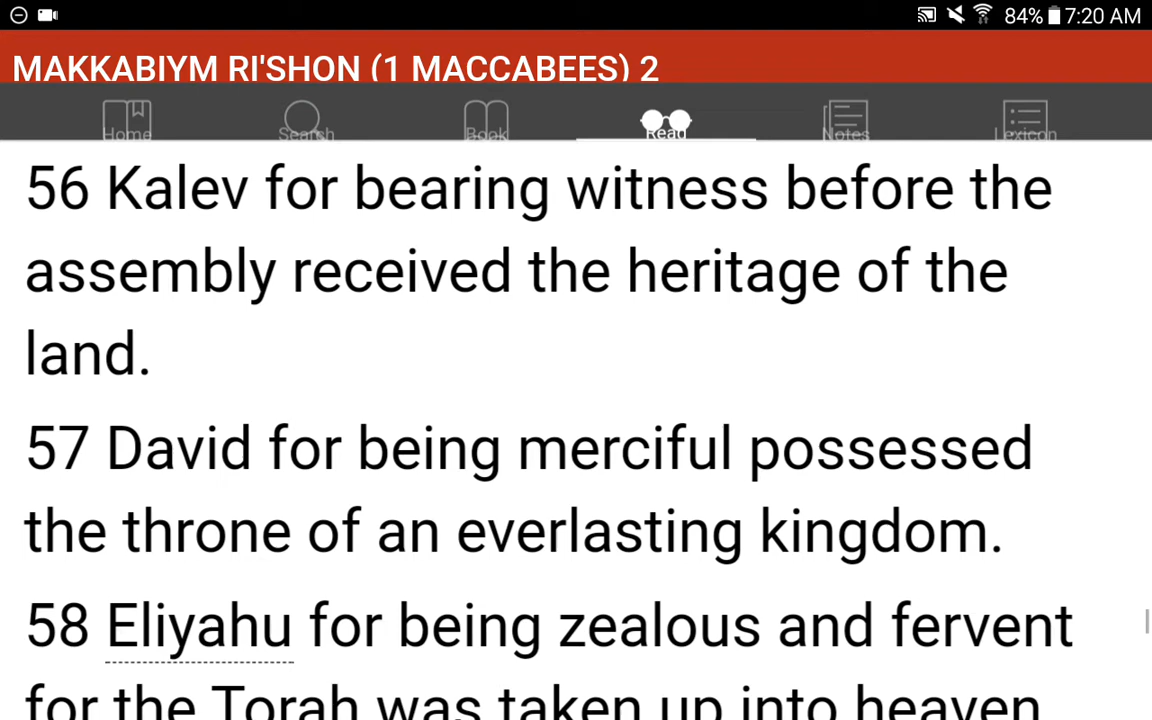 84% 7:20 AM
MAKKABIYM RI'SHON (1 MACCABEES) 2
Home Search Book Read Notes Lexicon
56 Kalev for bearing witness before the
assembly received the heritage of the
land.
57 David for being merciful possessed
the throne of an everlasting kingdom.
58 Eliyahu for being zealous and fervent
for the Torah was taken up into heaven